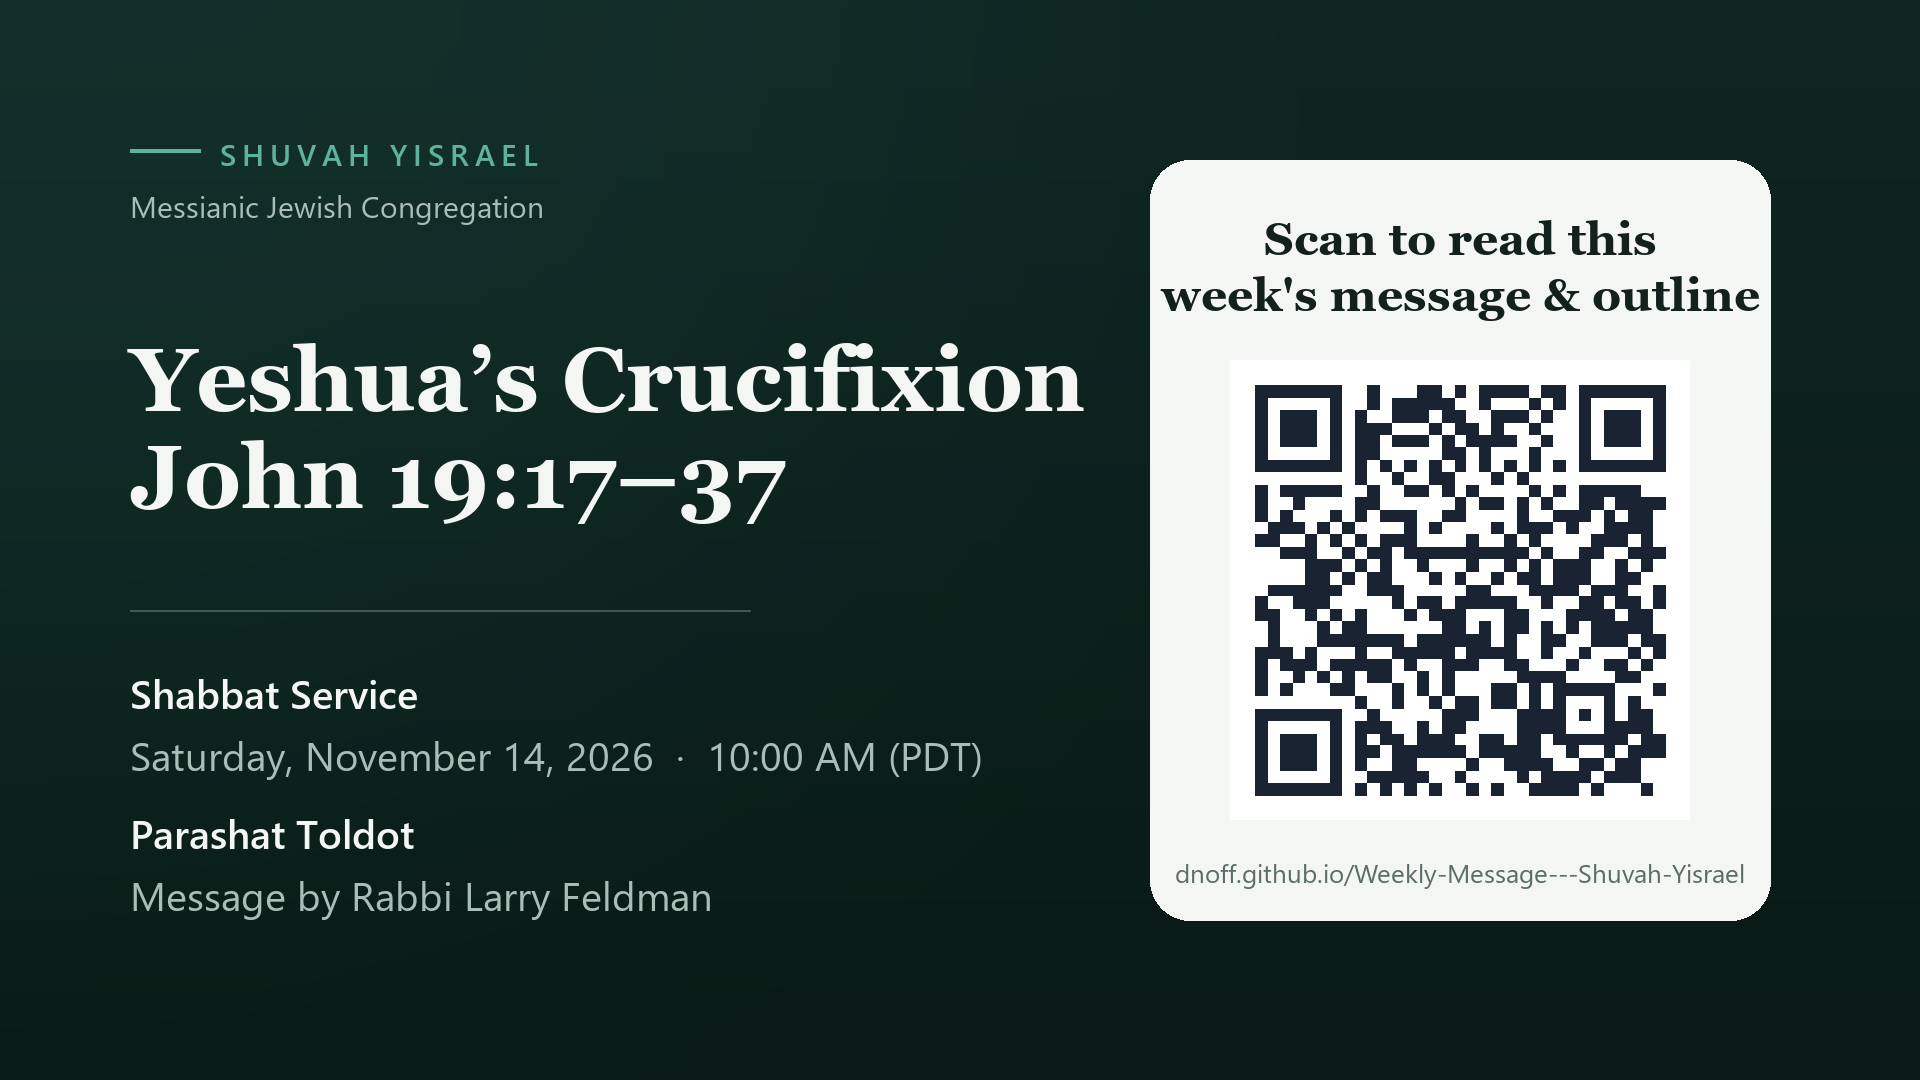 SHUVAH YISRAEL
Messianic Jewish Congregation
Yeshua’s Crucifixion
John 19:17–37
Shabbat Service
Saturday, November 14, 2026 · 10:00 AM (PDT)
Parashat Toldot
Message by Rabbi Larry Feldman
Scan to read this
week's message & outline
dnoff.github.io/Weekly-Message---Shuvah-Yisrael